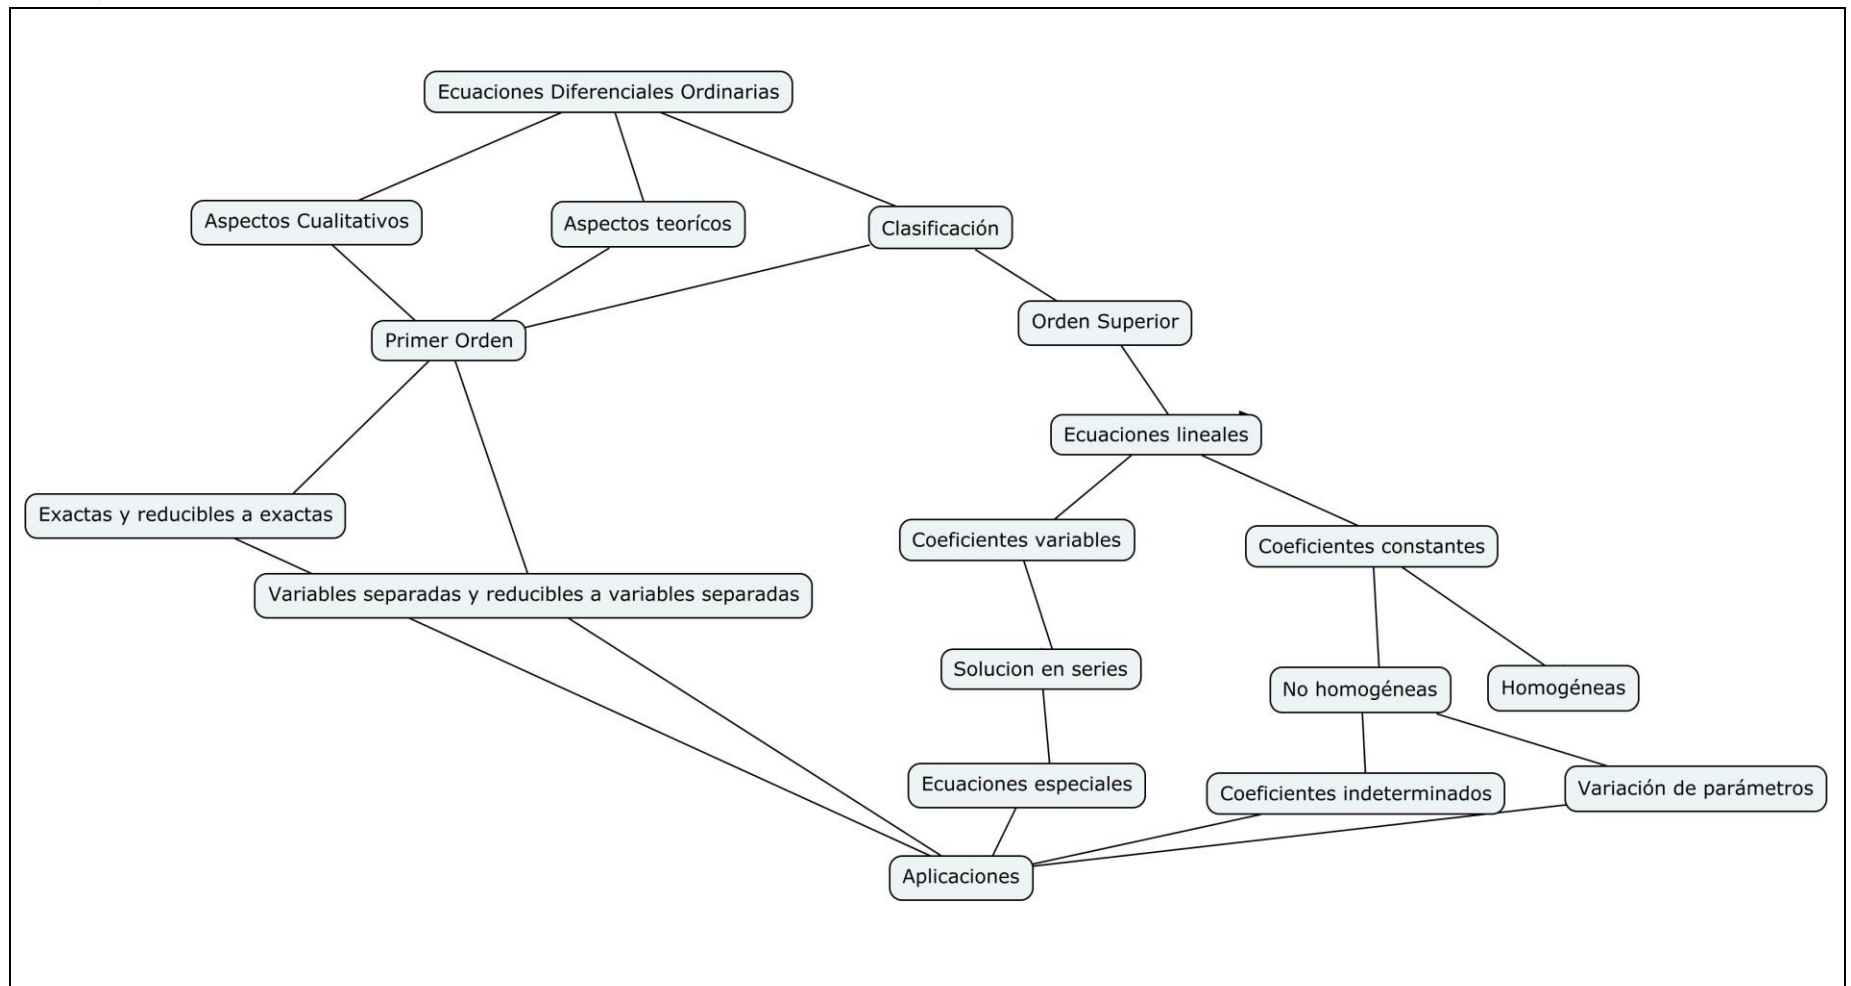 Ecuaciones Diferenciales Ordinarias
Aspectos Cualitativos
Aspectos teorícos
Clasificación
Primer Orden
Orden Superior
Ecuaciones lineales
Exactas y reducibles a exactas
Coeficientes variables
Coeficientes constantes
Variables separadas y reducibles a variables separadas
Solucion en series
No homogéneas
Homogéneas
Ecuaciones especiales
Coeficientes indeterminados
Variación de parámetros
Aplicaciones